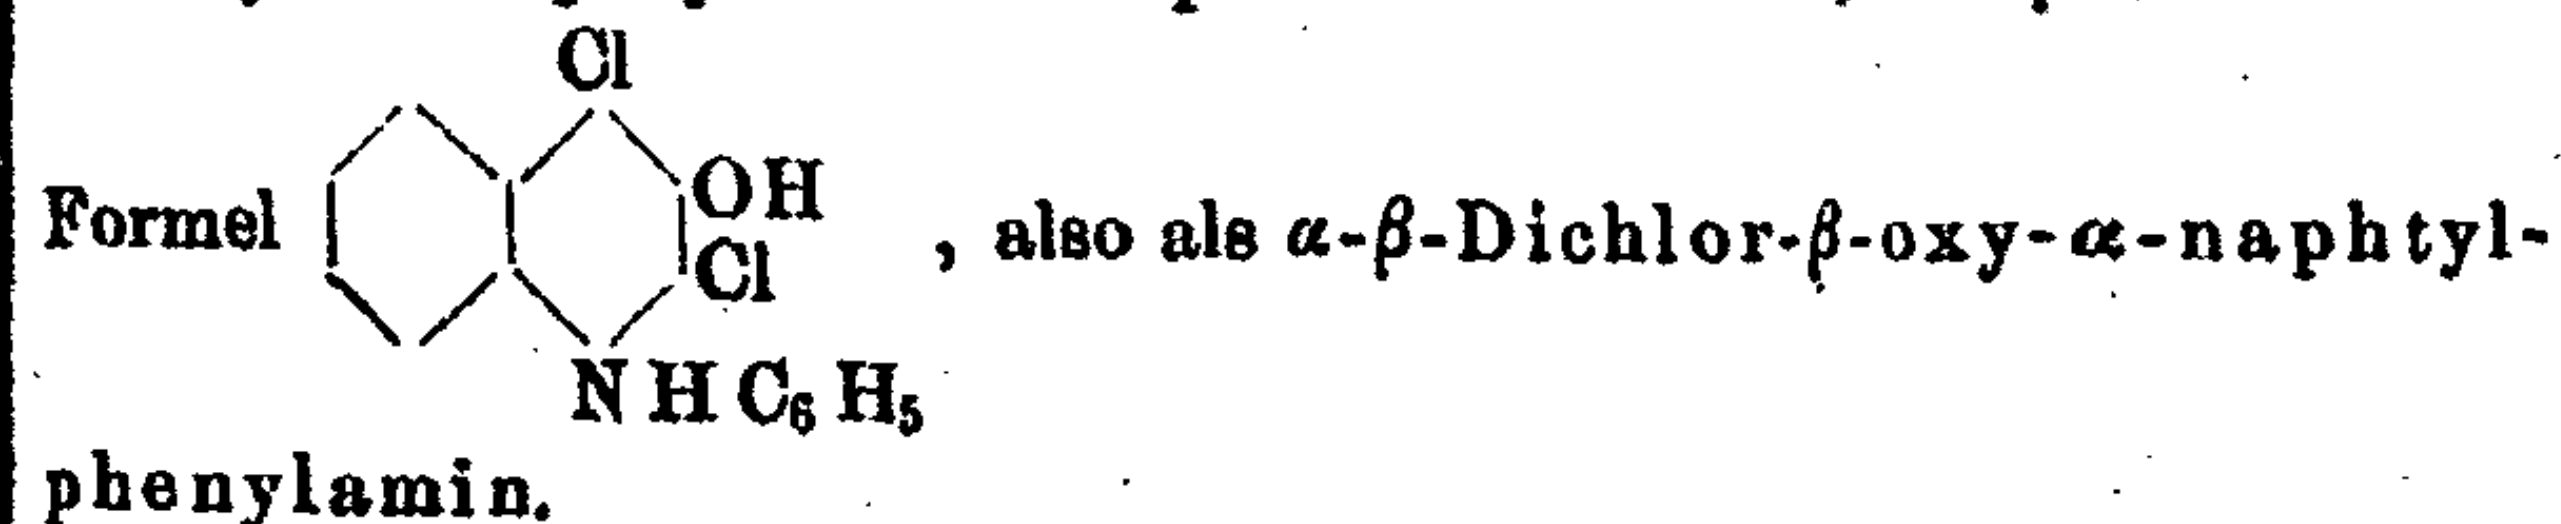 Cl
OH
Formel , also als α-β-Dichlor-β-oxy-α-naphtyl-
Cl
NHC₆H₅
phenylamin.